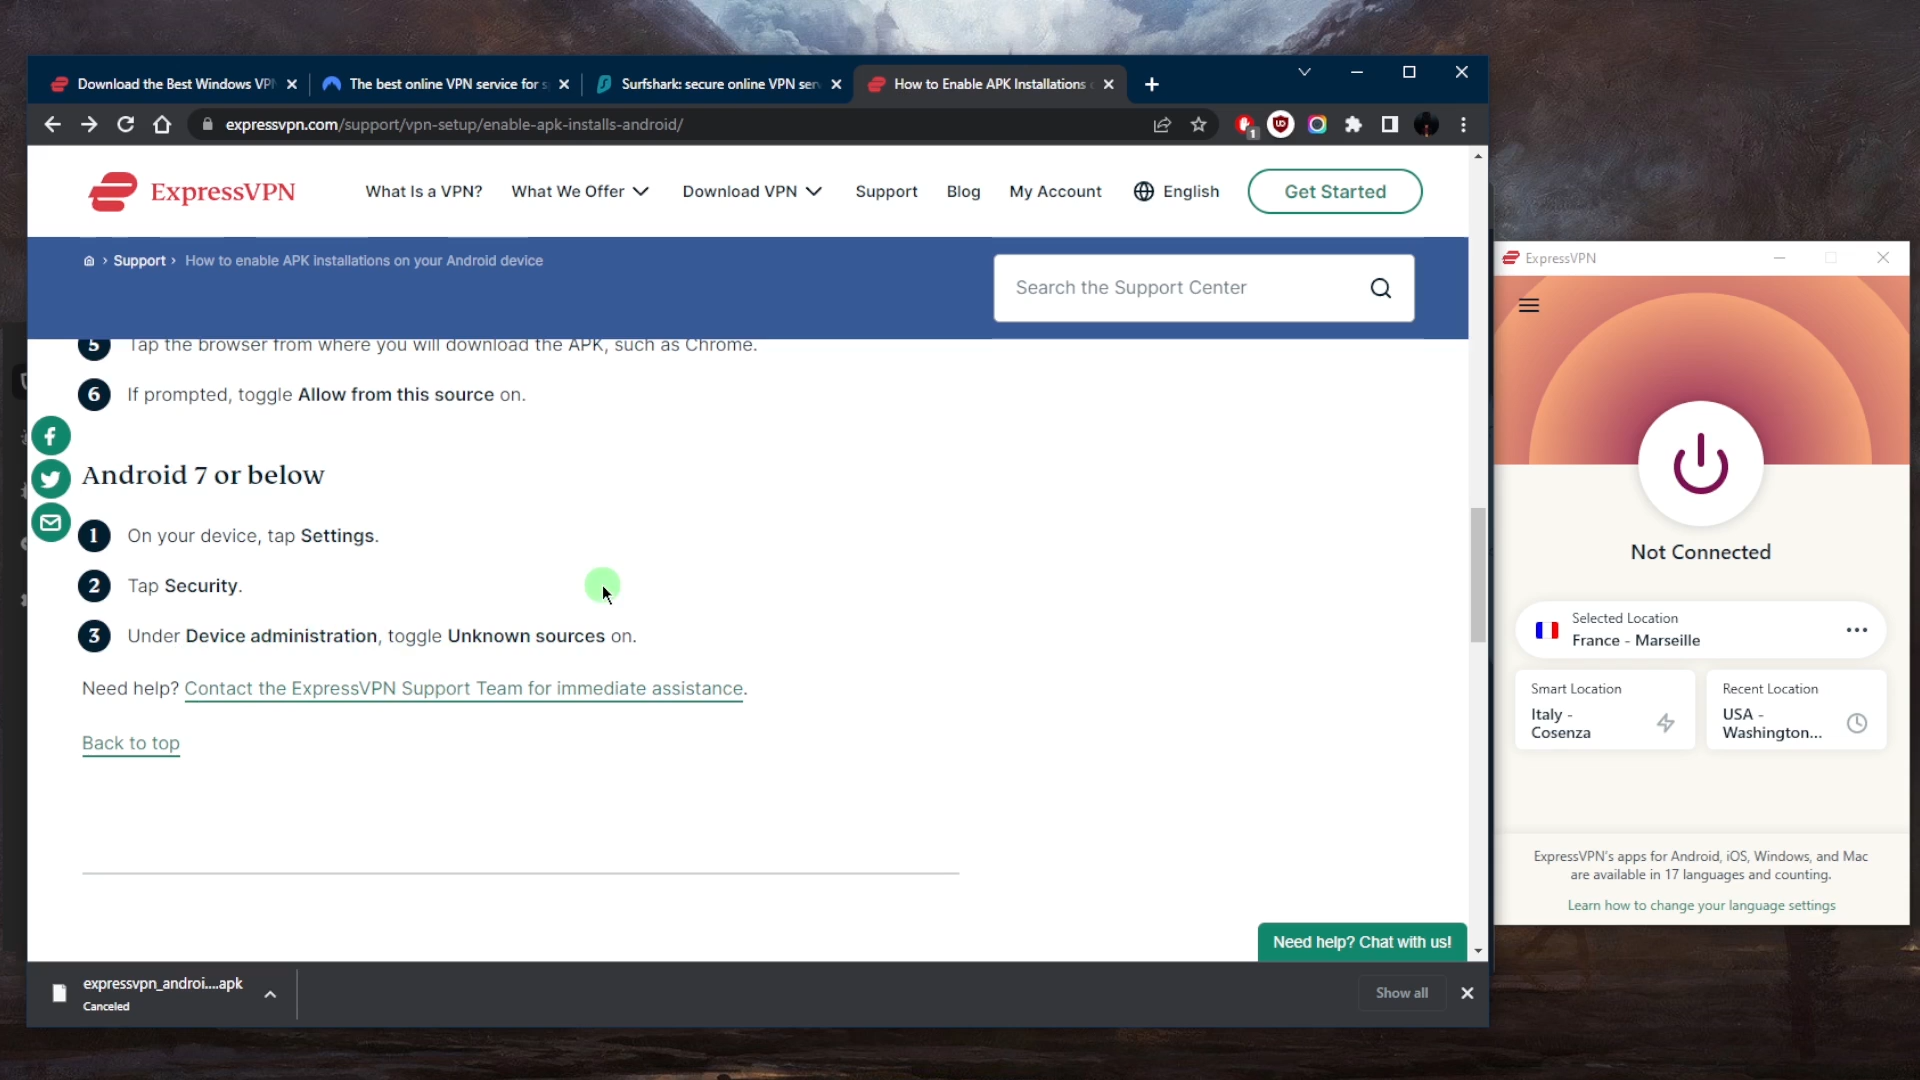 Download the Best Windows VPN
The best online VPN service for s
Surfshark: secure online VPN serv
How to Enable APK Installations
expressvpn.com/support/vpn-setup/enable-apk-installs-android/
1
ExpressVPN
What Is a VPN?
What We Offer
Download VPN
Support
Blog
My Account
English
Get Started
Support › How to enable APK installations on your Android device
Search the Support Center
5 Tap the browser from where you will download the APK, such as Chrome.
6 If prompted, toggle Allow from this source on.
Android 7 or below
1 On your device, tap Settings.
2 Tap Security.
3 Under Device administration, toggle Unknown sources on.
Need help? Contact the ExpressVPN Support Team for immediate assistance.
Back to top
Need help? Chat with us!
expressvpn_androi....apk
Canceled
Show all
ExpressVPN
Not Connected
Selected Location
France - Marseille
Smart Location
Italy -
Cosenza
Recent Location
USA -
Washington...
ExpressVPN's apps for Android, iOS, Windows, and Mac
are available in 17 languages and counting.
Learn how to change your language settings